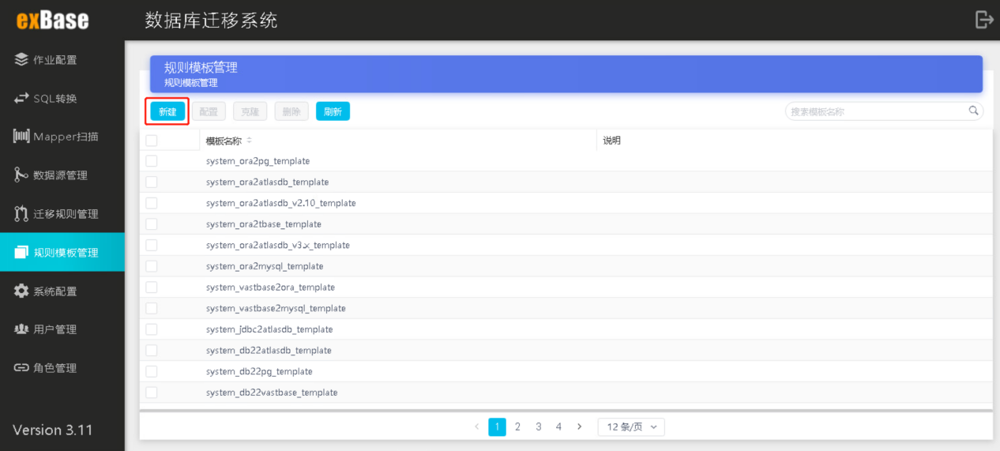 exBase
数据库迁移系统
作业配置
SQL转换
Mapper扫描
数据源管理
迁移规则管理
规则模板管理
系统配置
用户管理
角色管理
Version 3.11
规则模板管理
规则模板管理
新建 配置 克隆 删除 刷新 搜索模板名称
模板名称 说明
system_ora2pg_template
system_ora2atlasdb_template
system_ora2atlasdb_v2.10_template
system_ora2tbase_template
system_ora2atlasdb_v3.x_template
system_ora2mysql_template
system_vastbase2ora_template
system_vastbase2mysql_template
system_jdbc2atlasdb_template
system_db22atlasdb_template
system_db22pg_template
system_db22vastbase_template
1 2 3 4 12 条/页